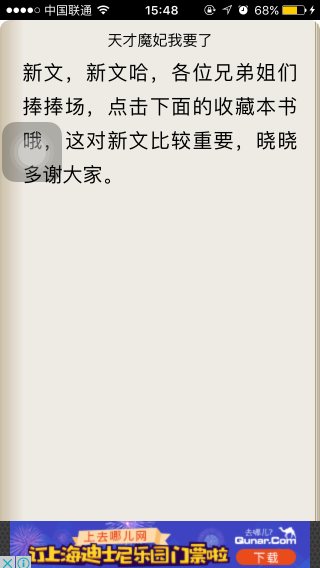 中国联通 15:48 68%
天才魔妃我要了
新文，新文哈，各位兄弟姐们
捧捧场，点击下面的收藏本书
哦，这对新文比较重要，晓晓
多谢大家。
上去哪儿网
订上海迪士尼乐园门票啦
去哪儿?
Qunar.Com
下载